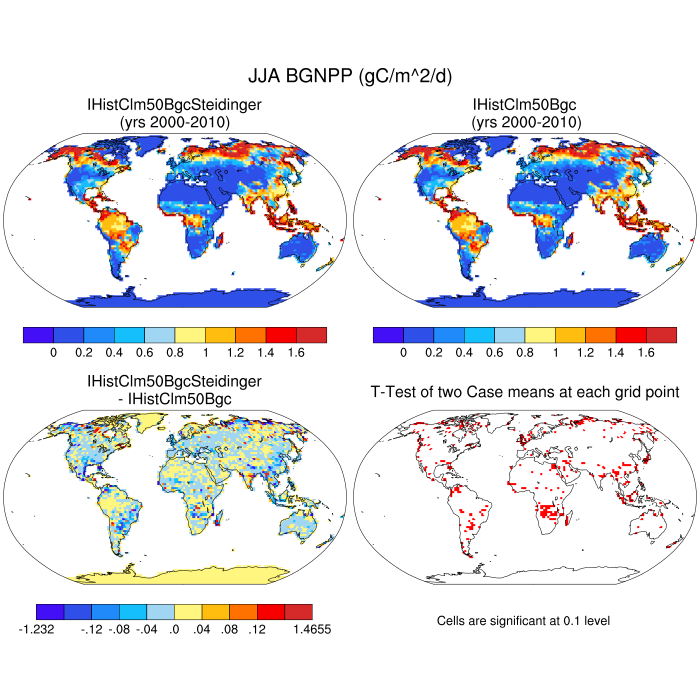 JJA BGNPP (gC/m^2/d)
IHistClm50BgcSteidinger
(yrs 2000-2010)
IHistClm50Bgc
(yrs 2000-2010)
0 0.2 0.4 0.6 0.8 1 1.2 1.4 1.6
0 0.2 0.4 0.6 0.8 1 1.2 1.4 1.6
IHistClm50BgcSteidinger
- IHistClm50Bgc
T-Test of two Case means at each grid point
-1.232 -.12 -.08 -.04 .0 .04 .08 .12 1.4655
Cells are significant at 0.1 level